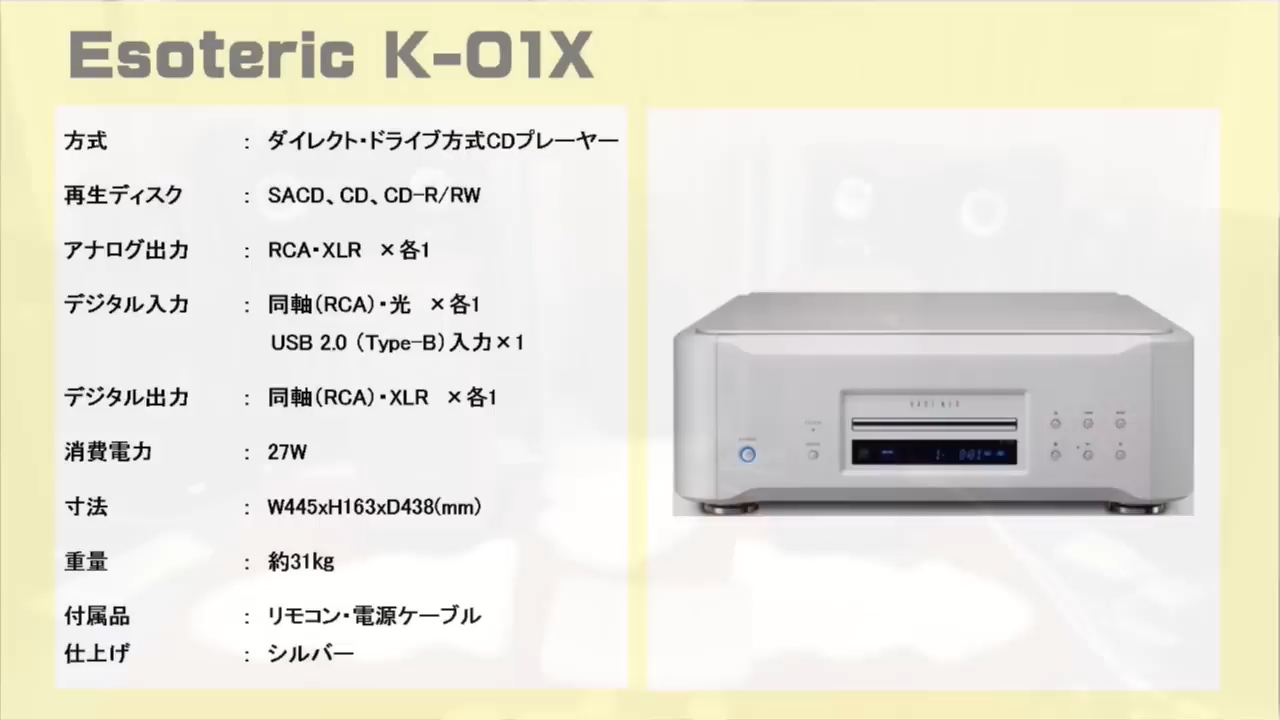 Esoteric K-01X
方式 : ダイレクト・ドライブ方式CDプレーヤー
再生ディスク : SACD、CD、CD-R/RW
アナログ出力 : RCA・XLR ×各1
デジタル入力 : 同軸(RCA)・光 ×各1
USB 2.0 (Type-B)入力×1
デジタル出力 : 同軸(RCA)・XLR ×各1
消費電力 : 27W
寸法 : W445xH163xD438(mm)
重量 : 約31kg
付属品 : リモコン・電源ケーブル
仕上げ : シルバー